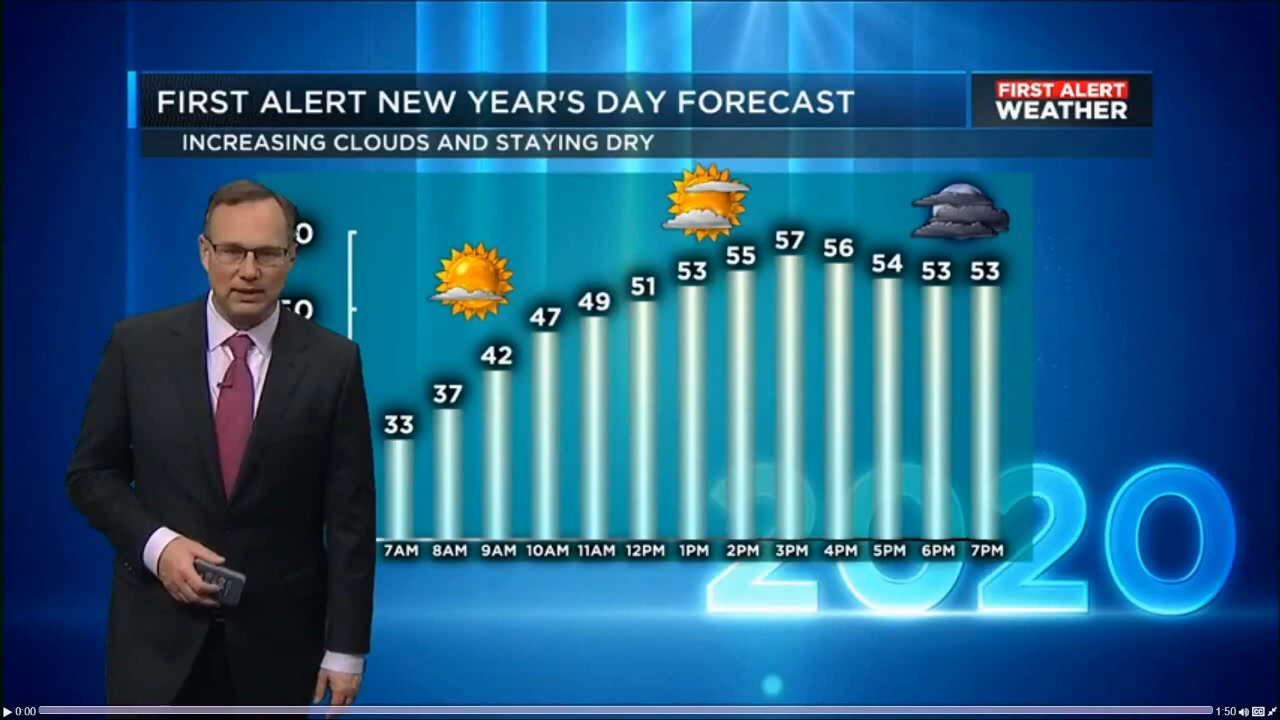 FIRST ALERT NEW YEAR'S DAY FORECAST
FIRST ALERT
WEATHER
INCREASING CLOUDS AND STAYING DRY
33 37 42 47 49 51 53 55 57 56 54 53 53
7AM 8AM 9AM 10AM 11AM 12PM 1PM 2PM 3PM 4PM 5PM 6PM 7PM
2020
0:00
1:50
CC